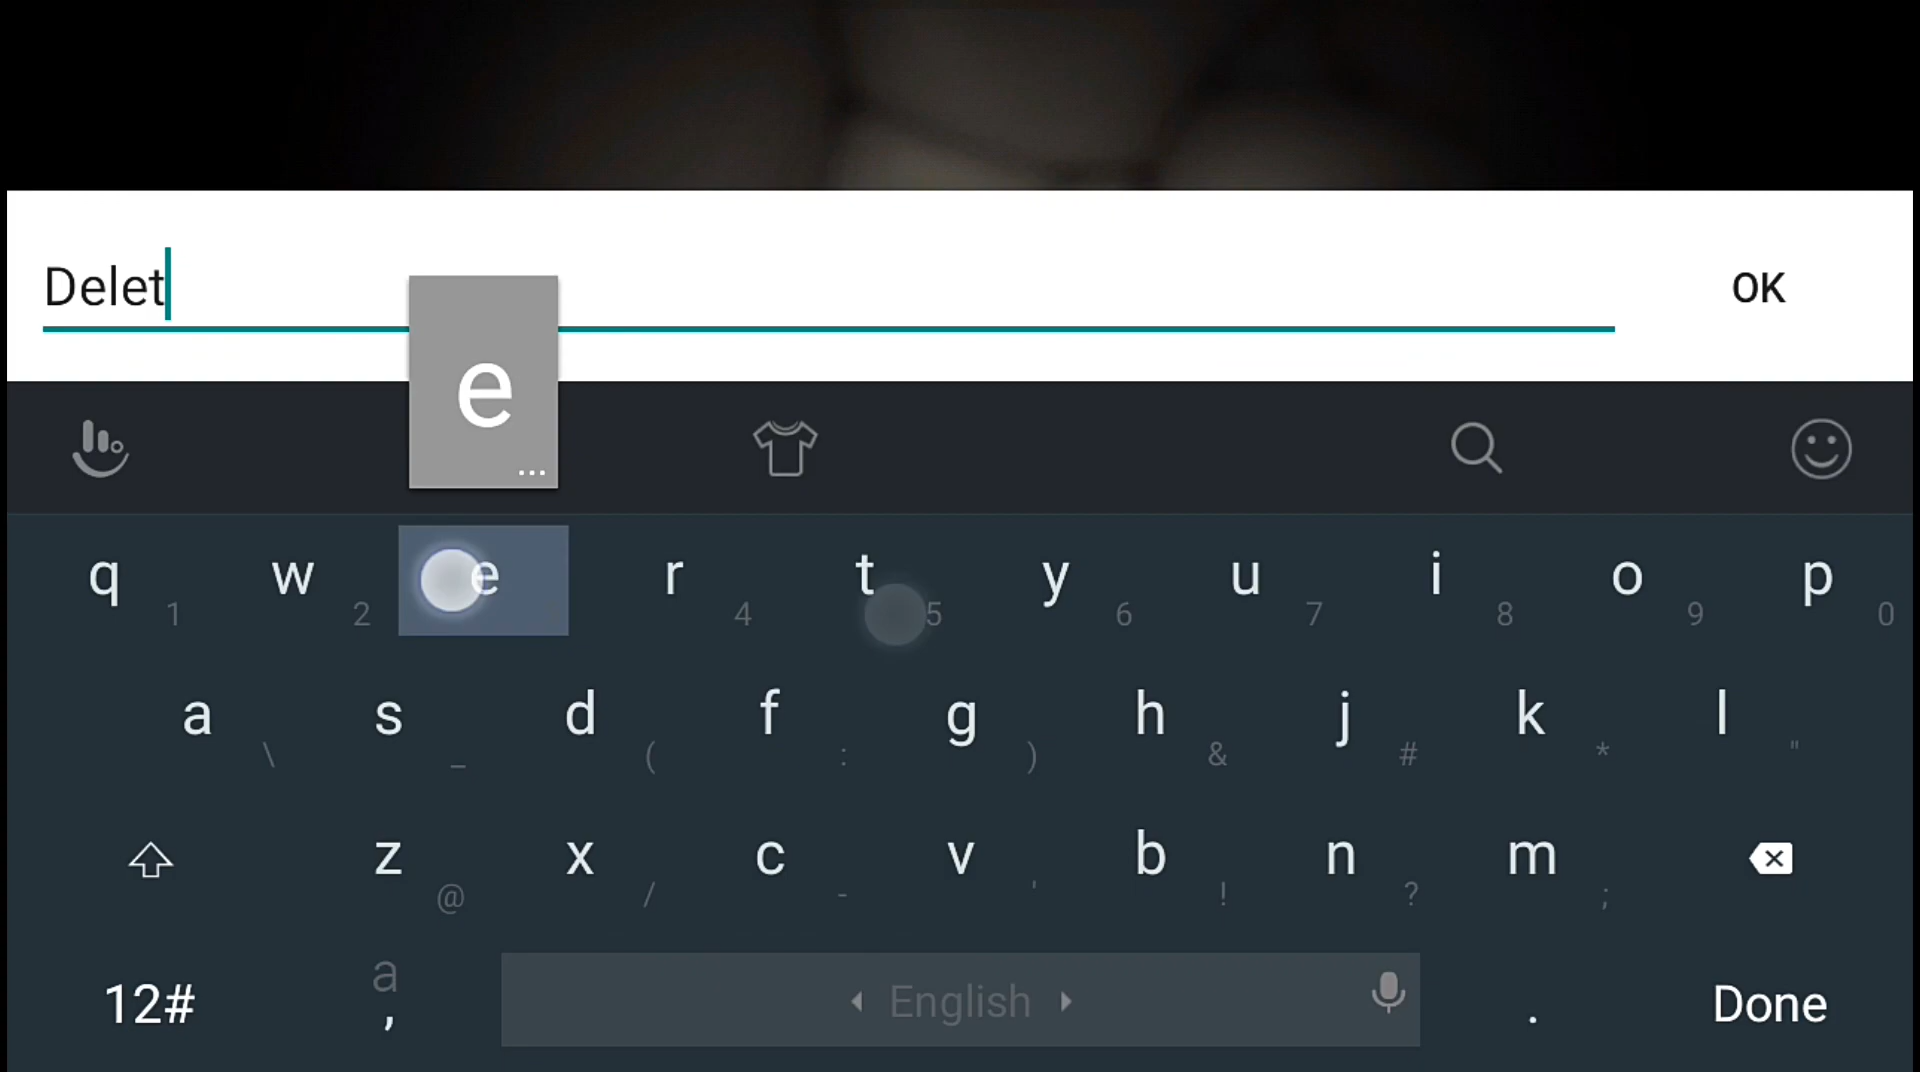 Delet
OK
e
...
q w e r t y u i o p
1 2 4 5 6 7 8 9 0
a s d f g h j k l
\ _ ( : ) & # * "
z x c v b n m
@ / - ' ! ? ;
12# a , English . Done